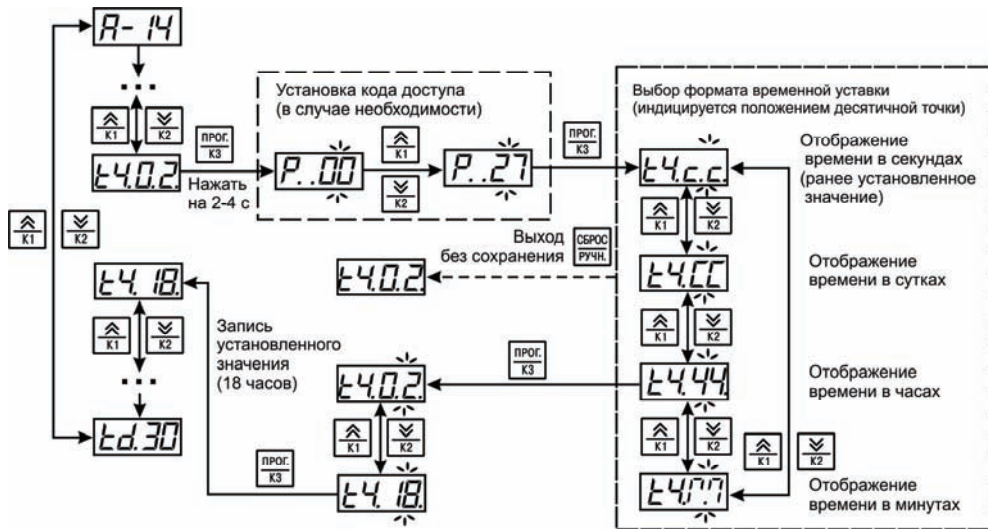 A-14
...
K1
K2
t4.0.2.
ПРОГ.
K3
Нажать
на 2-4 с
Установка кода доступа
(в случае необходимости)
P..00
K1
K2
P..27
ПРОГ.
K3
Выбор формата временной уставки
(индицируется положением десятичной точки)
t4.c.c.
Отображение
времени в секундах
(ранее установленное
значение)
K1
K2
t4.CC
Отображение
времени в сутках
K1
K2
t4.44.
Отображение
времени в часах
K1
K2
K1
K2
Отображение
времени в минутах
Выход
без сохранения
СБРОС
РУЧН.
t4.0.2.
ПРОГ.
K3
t4.0.2.
K1
K2
t4.18.
ПРОГ.
K3
Запись
установленного
значения
(18 часов)
K1
K2
t4.18.
K1
K2
...
td.30